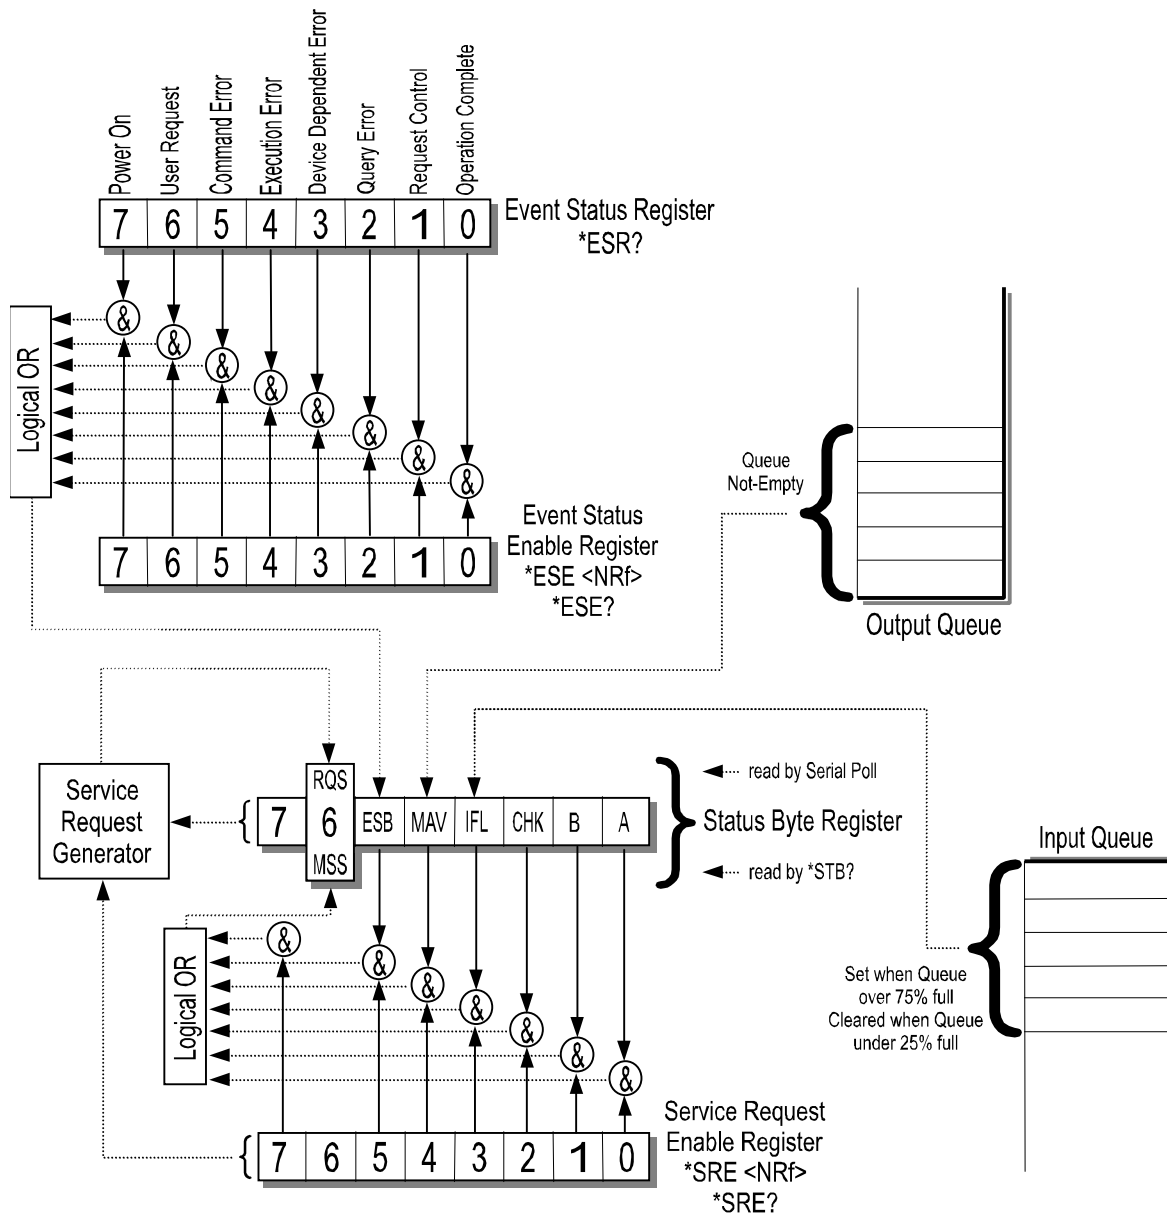 Power On
User Request
Command Error
Execution Error
Device Dependent Error
Query Error
Request Control
Operation Complete
7 6 5 4 3 2 1 0
Event Status Register
*ESR?
& & & & & & & &
Logical OR
Event Status
Enable Register
*ESE <NRf>
*ESE?
7 6 5 4 3 2 1 0
Queue
Not-Empty
Output Queue
Service
Request
Generator
RQS
7 6 ESB MAV IFL CHK B A
MSS
read by Serial Poll
Status Byte Register
read by *STB?
Input Queue
Set when Queue
over 75% full
Cleared when Queue
under 25% full
& & & & & & &
Logical OR
Service Request
Enable Register
*SRE <NRf>
*SRE?
7 6 5 4 3 2 1 0